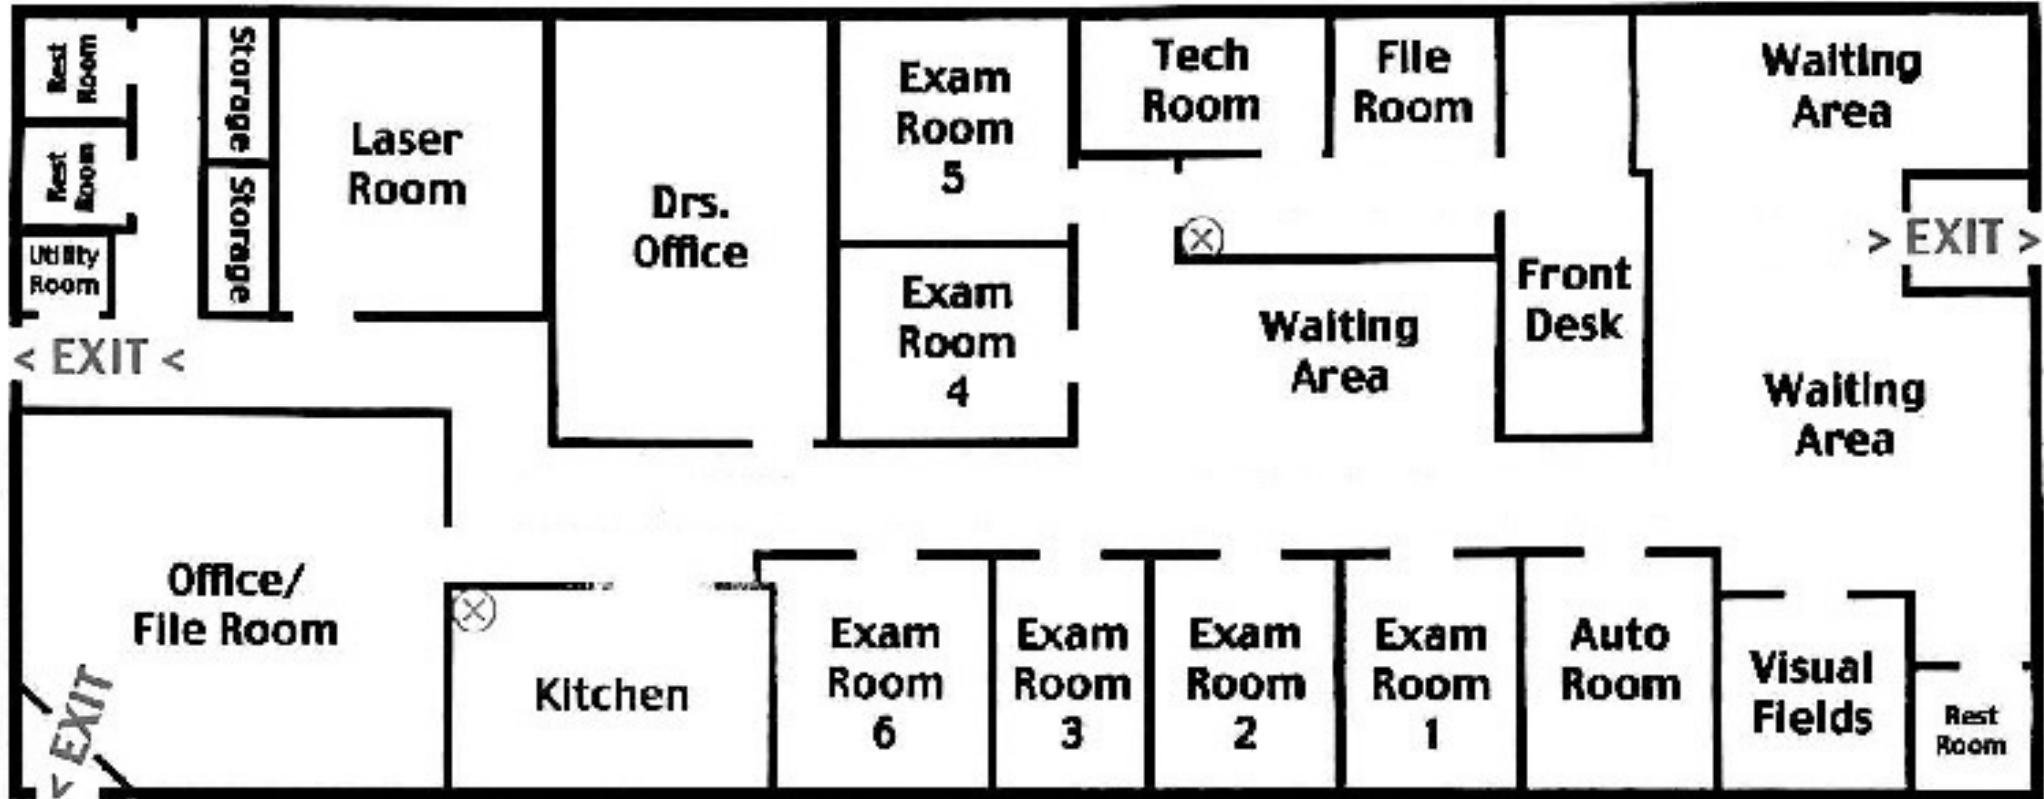 Rest
Room
Storage
Laser
Room
Drs.
Office
Exam
Room
5
Tech
Room
File
Room
Waiting
Area
Rest
Room
Utility
Room
Storage
< EXIT <
Exam
Room
4
Waiting
Area
Front
Desk
> EXIT >
Waiting
Area
Office/
File Room
< EXIT
Kitchen
Exam
Room
6
Exam
Room
3
Exam
Room
2
Exam
Room
1
Auto
Room
Visual
Fields
Rest
Room